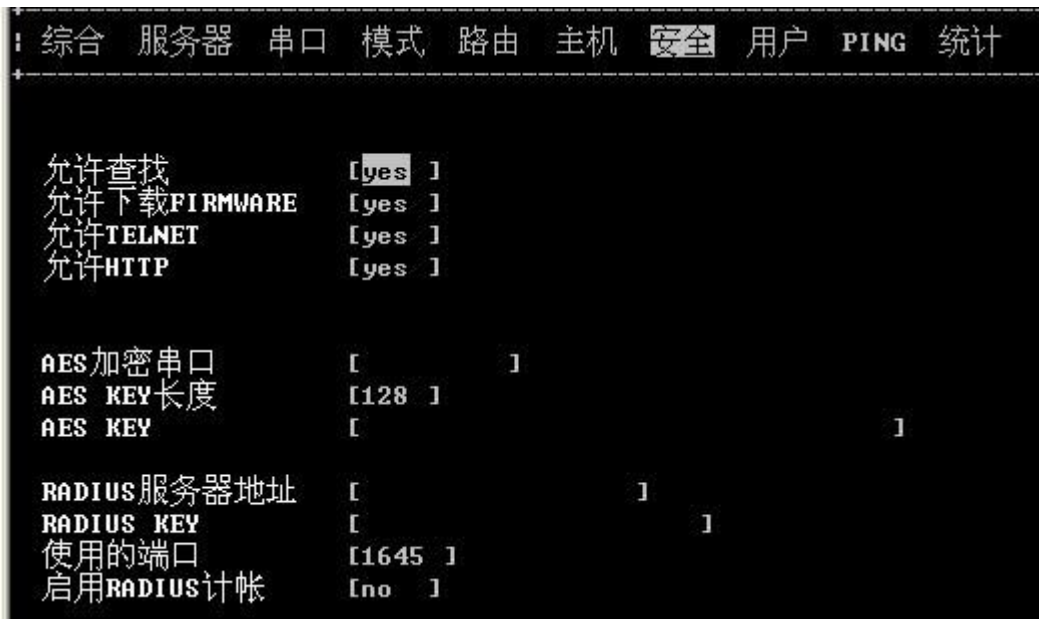 综合 服务器 串口 模式 路由 主机 安全 用户 PING 统计
允许查找 [yes ]
允许下载FIRMWARE [yes ]
允许TELNET [yes ]
允许HTTP [yes ]
AES加密串口 [ ]
AES KEY长度 [128 ]
AES KEY [ ]
RADIUS服务器地址 [ ]
RADIUS KEY [ ]
使用的端口 [1645 ]
启用RADIUS计帐 [no ]